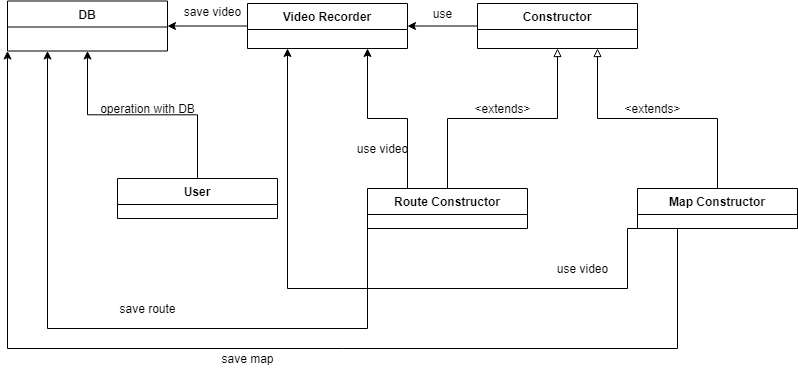 DB
save video
Video Recorder
use
Constructor
operation with DB
<extends>
<extends>
use video
User
Route Constructor
Map Constructor
use video
save route
save map